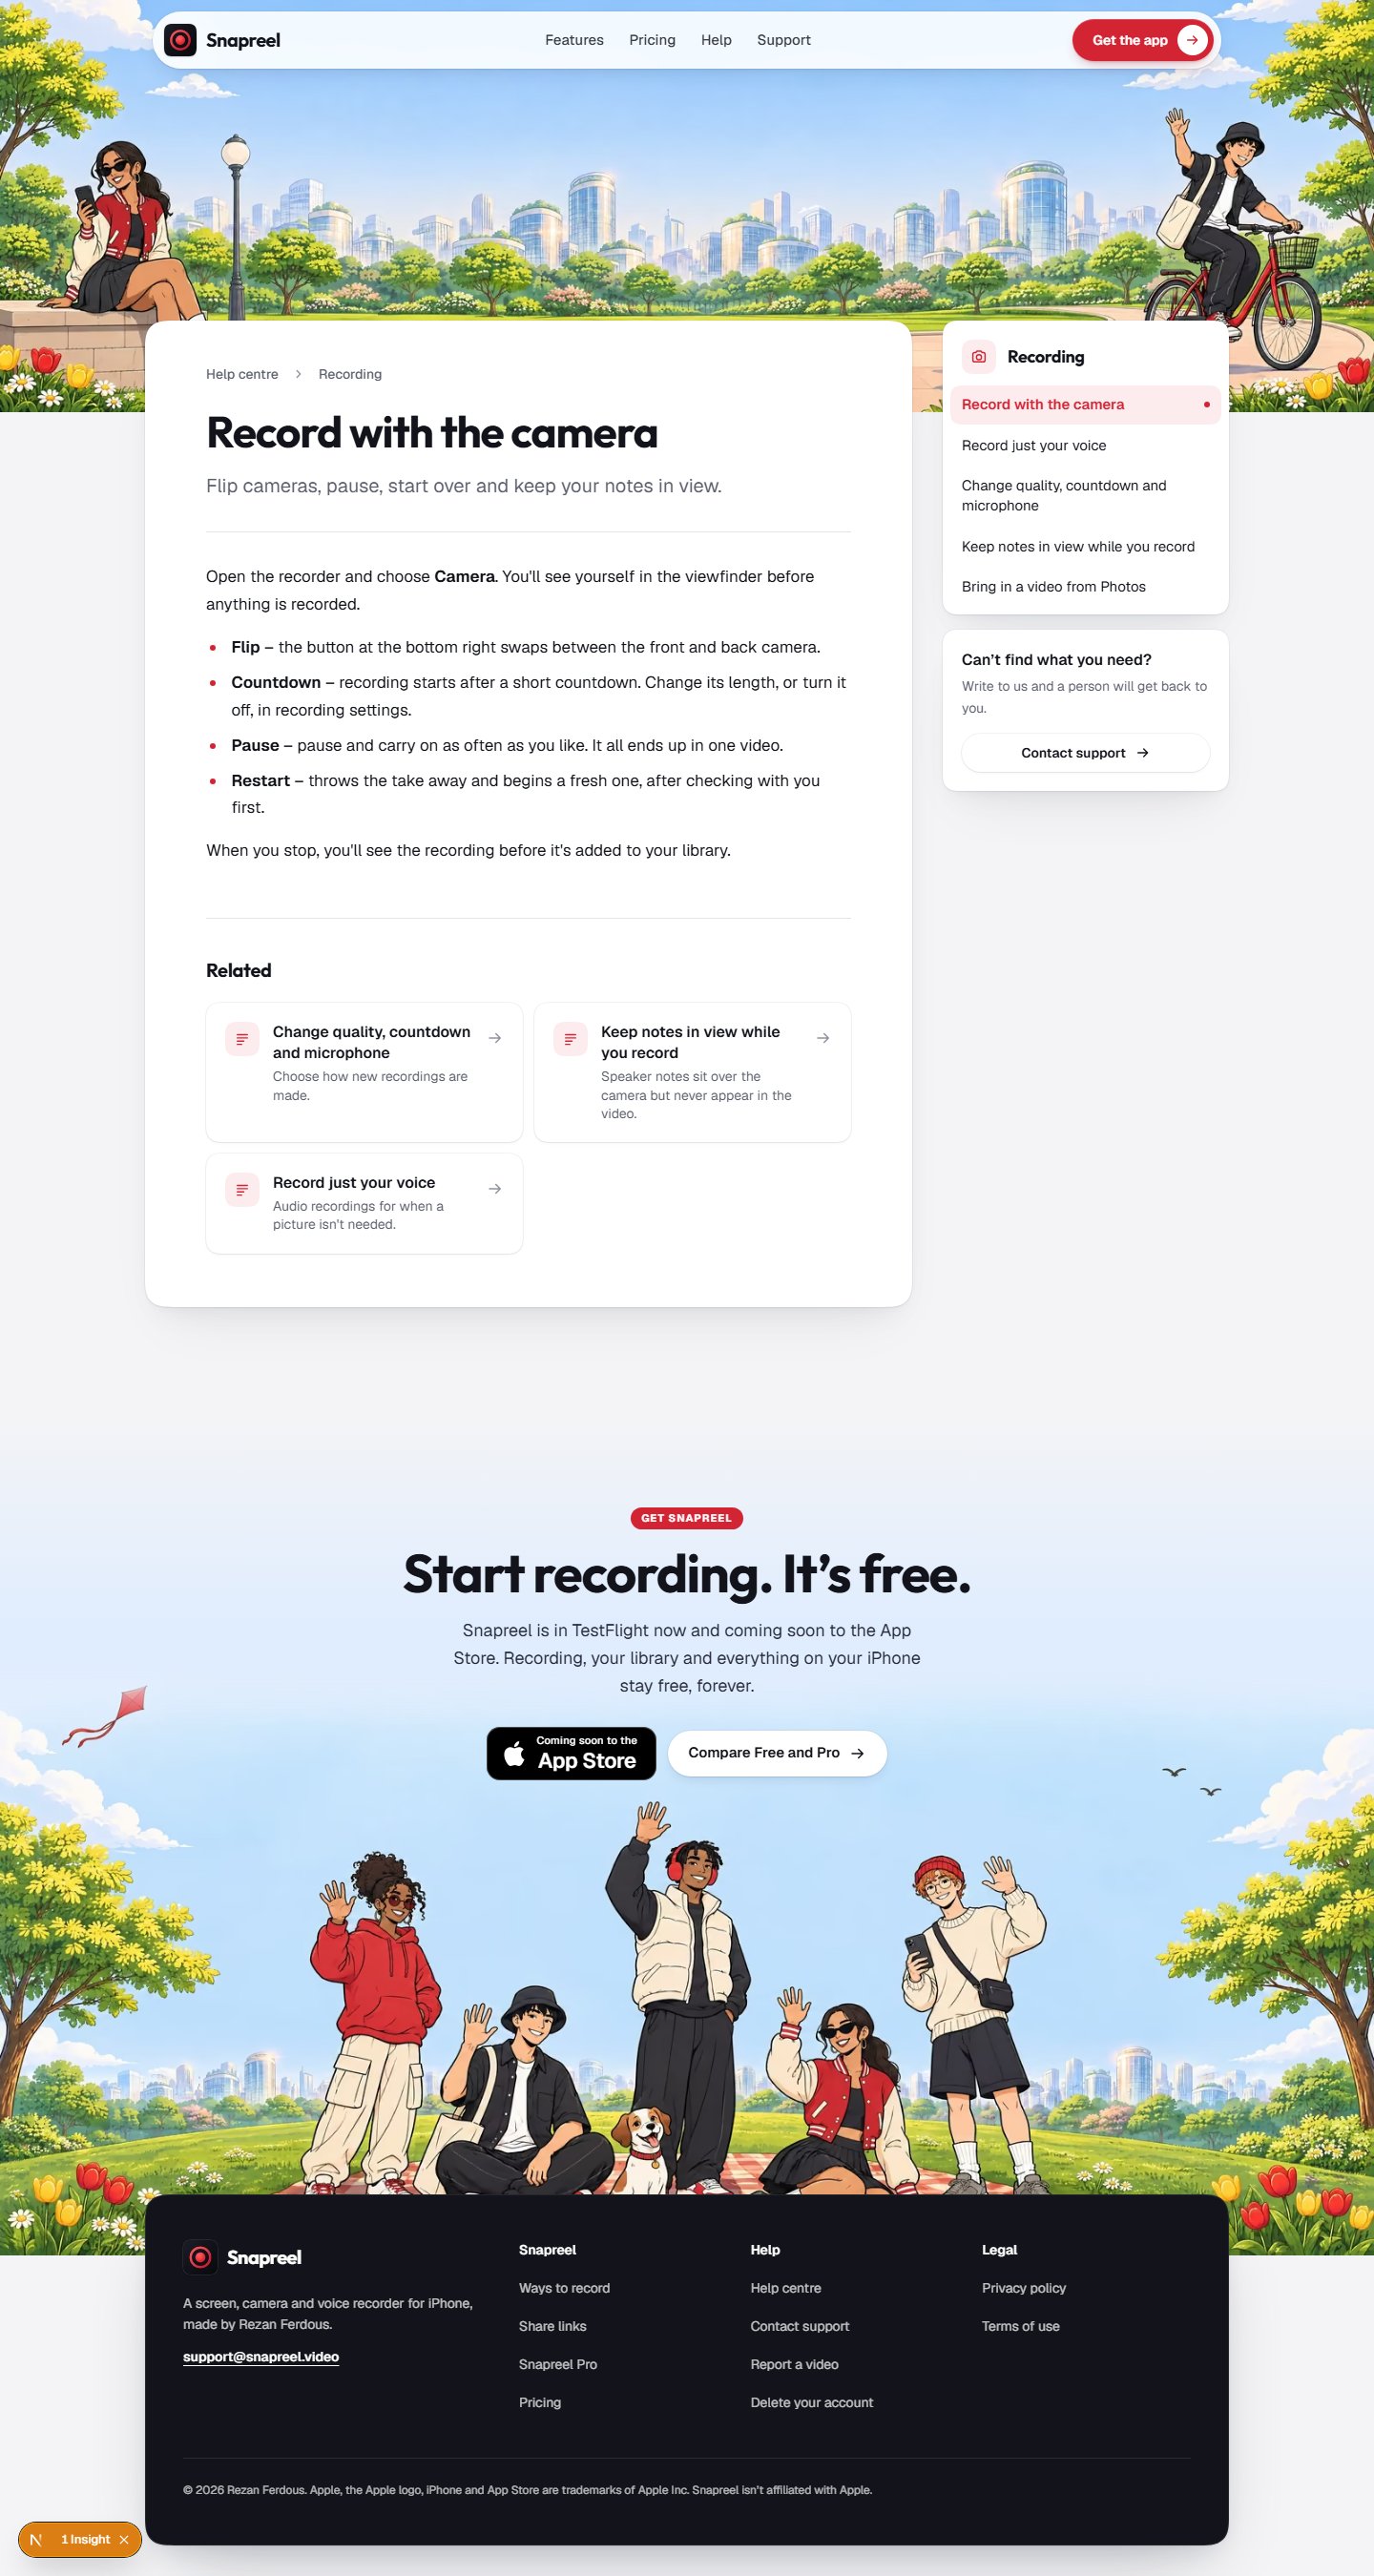 Snapreel
Features
Pricing
Help
Support
Get the app
Help centre
Recording
Record with the camera
Flip cameras, pause, start over and keep your notes in view.
Open the recorder and choose Camera. You'll see yourself in the viewfinder before
anything is recorded.
Flip – the button at the bottom right swaps between the front and back camera.
Countdown – recording starts after a short countdown. Change its length, or turn it
off, in recording settings.
Pause – pause and carry on as often as you like. It all ends up in one video.
Restart – throws the take away and begins a fresh one, after checking with you
first.
When you stop, you'll see the recording before it's added to your library.
Related
Change quality, countdown
and microphone
Choose how new recordings are
made.
Keep notes in view while
you record
Speaker notes sit over the
camera but never appear in the
video.
Record just your voice
Audio recordings for when a
picture isn't needed.
Recording
Record with the camera
Record just your voice
Change quality, countdown and
microphone
Keep notes in view while you record
Bring in a video from Photos
Can’t find what you need?
Write to us and a person will get back to
you.
Contact support
GET SNAPREEL
Start recording. It’s free.
Snapreel is in TestFlight now and coming soon to the App
Store. Recording, your library and everything on your iPhone
stay free, forever.
Coming soon to the
App Store
Compare Free and Pro
Snapreel
A screen, camera and voice recorder for iPhone,
made by Rezan Ferdous.
support@snapreel.video
Snapreel
Ways to record
Share links
Snapreel Pro
Pricing
Help
Help centre
Contact support
Report a video
Delete your account
Legal
Privacy policy
Terms of use
© 2026 Rezan Ferdous. Apple, the Apple logo, iPhone and App Store are trademarks of Apple Inc. Snapreel isn’t affiliated with Apple.
1 Insight